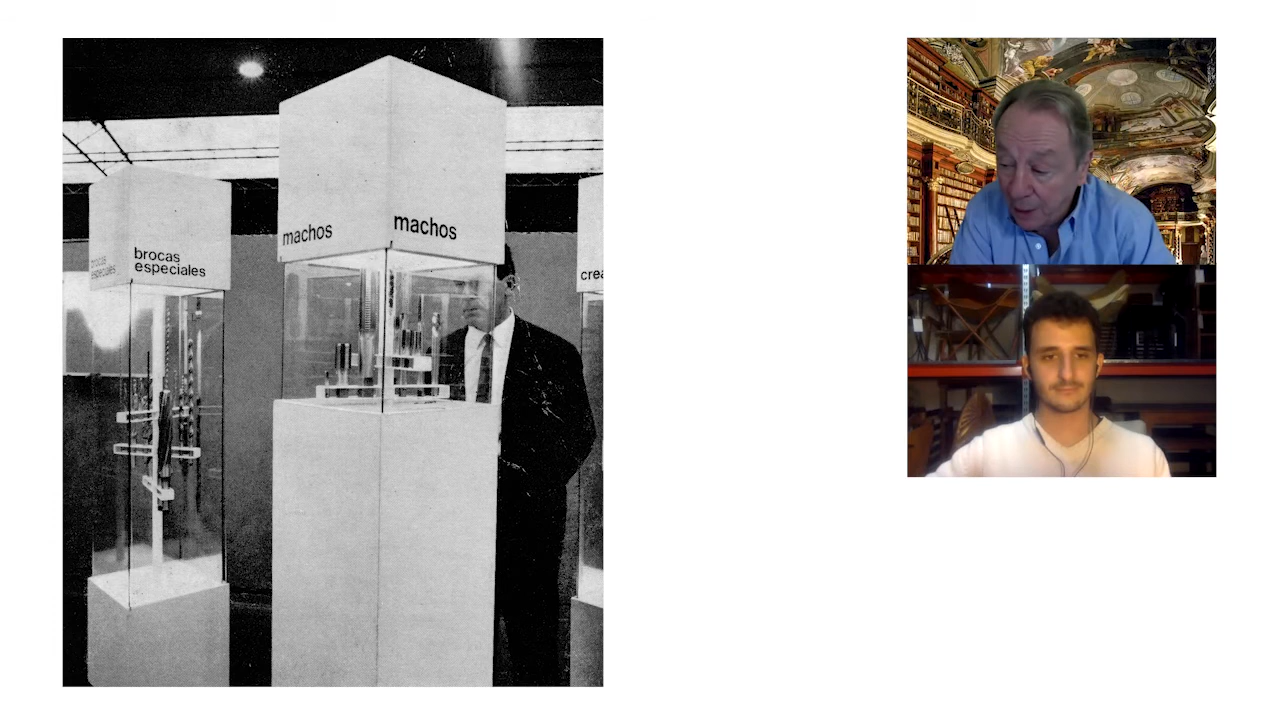 brocas
especiales
brocas
especiales
machos
machos
crea